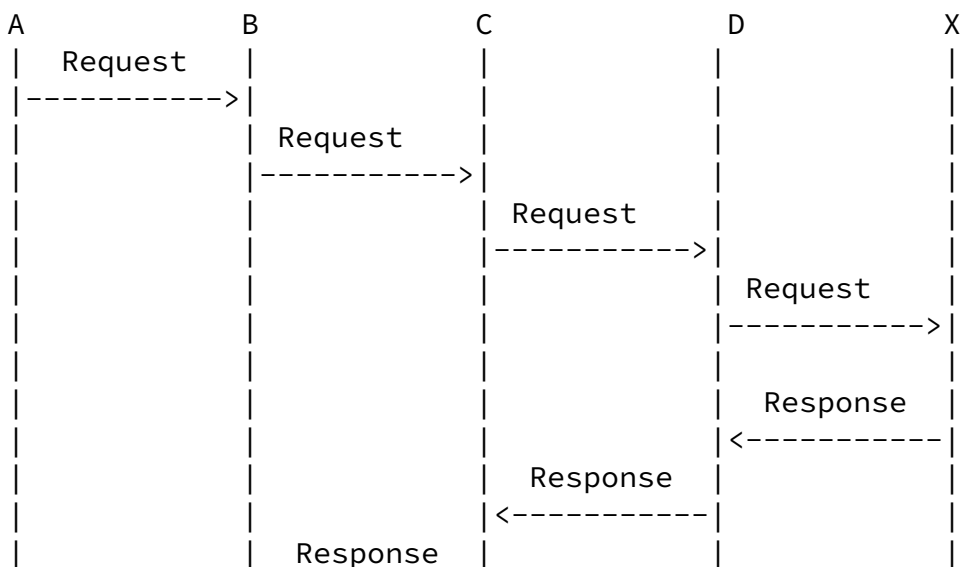 A B C D X
Request
Request
Request
Request
Response
Response
Response